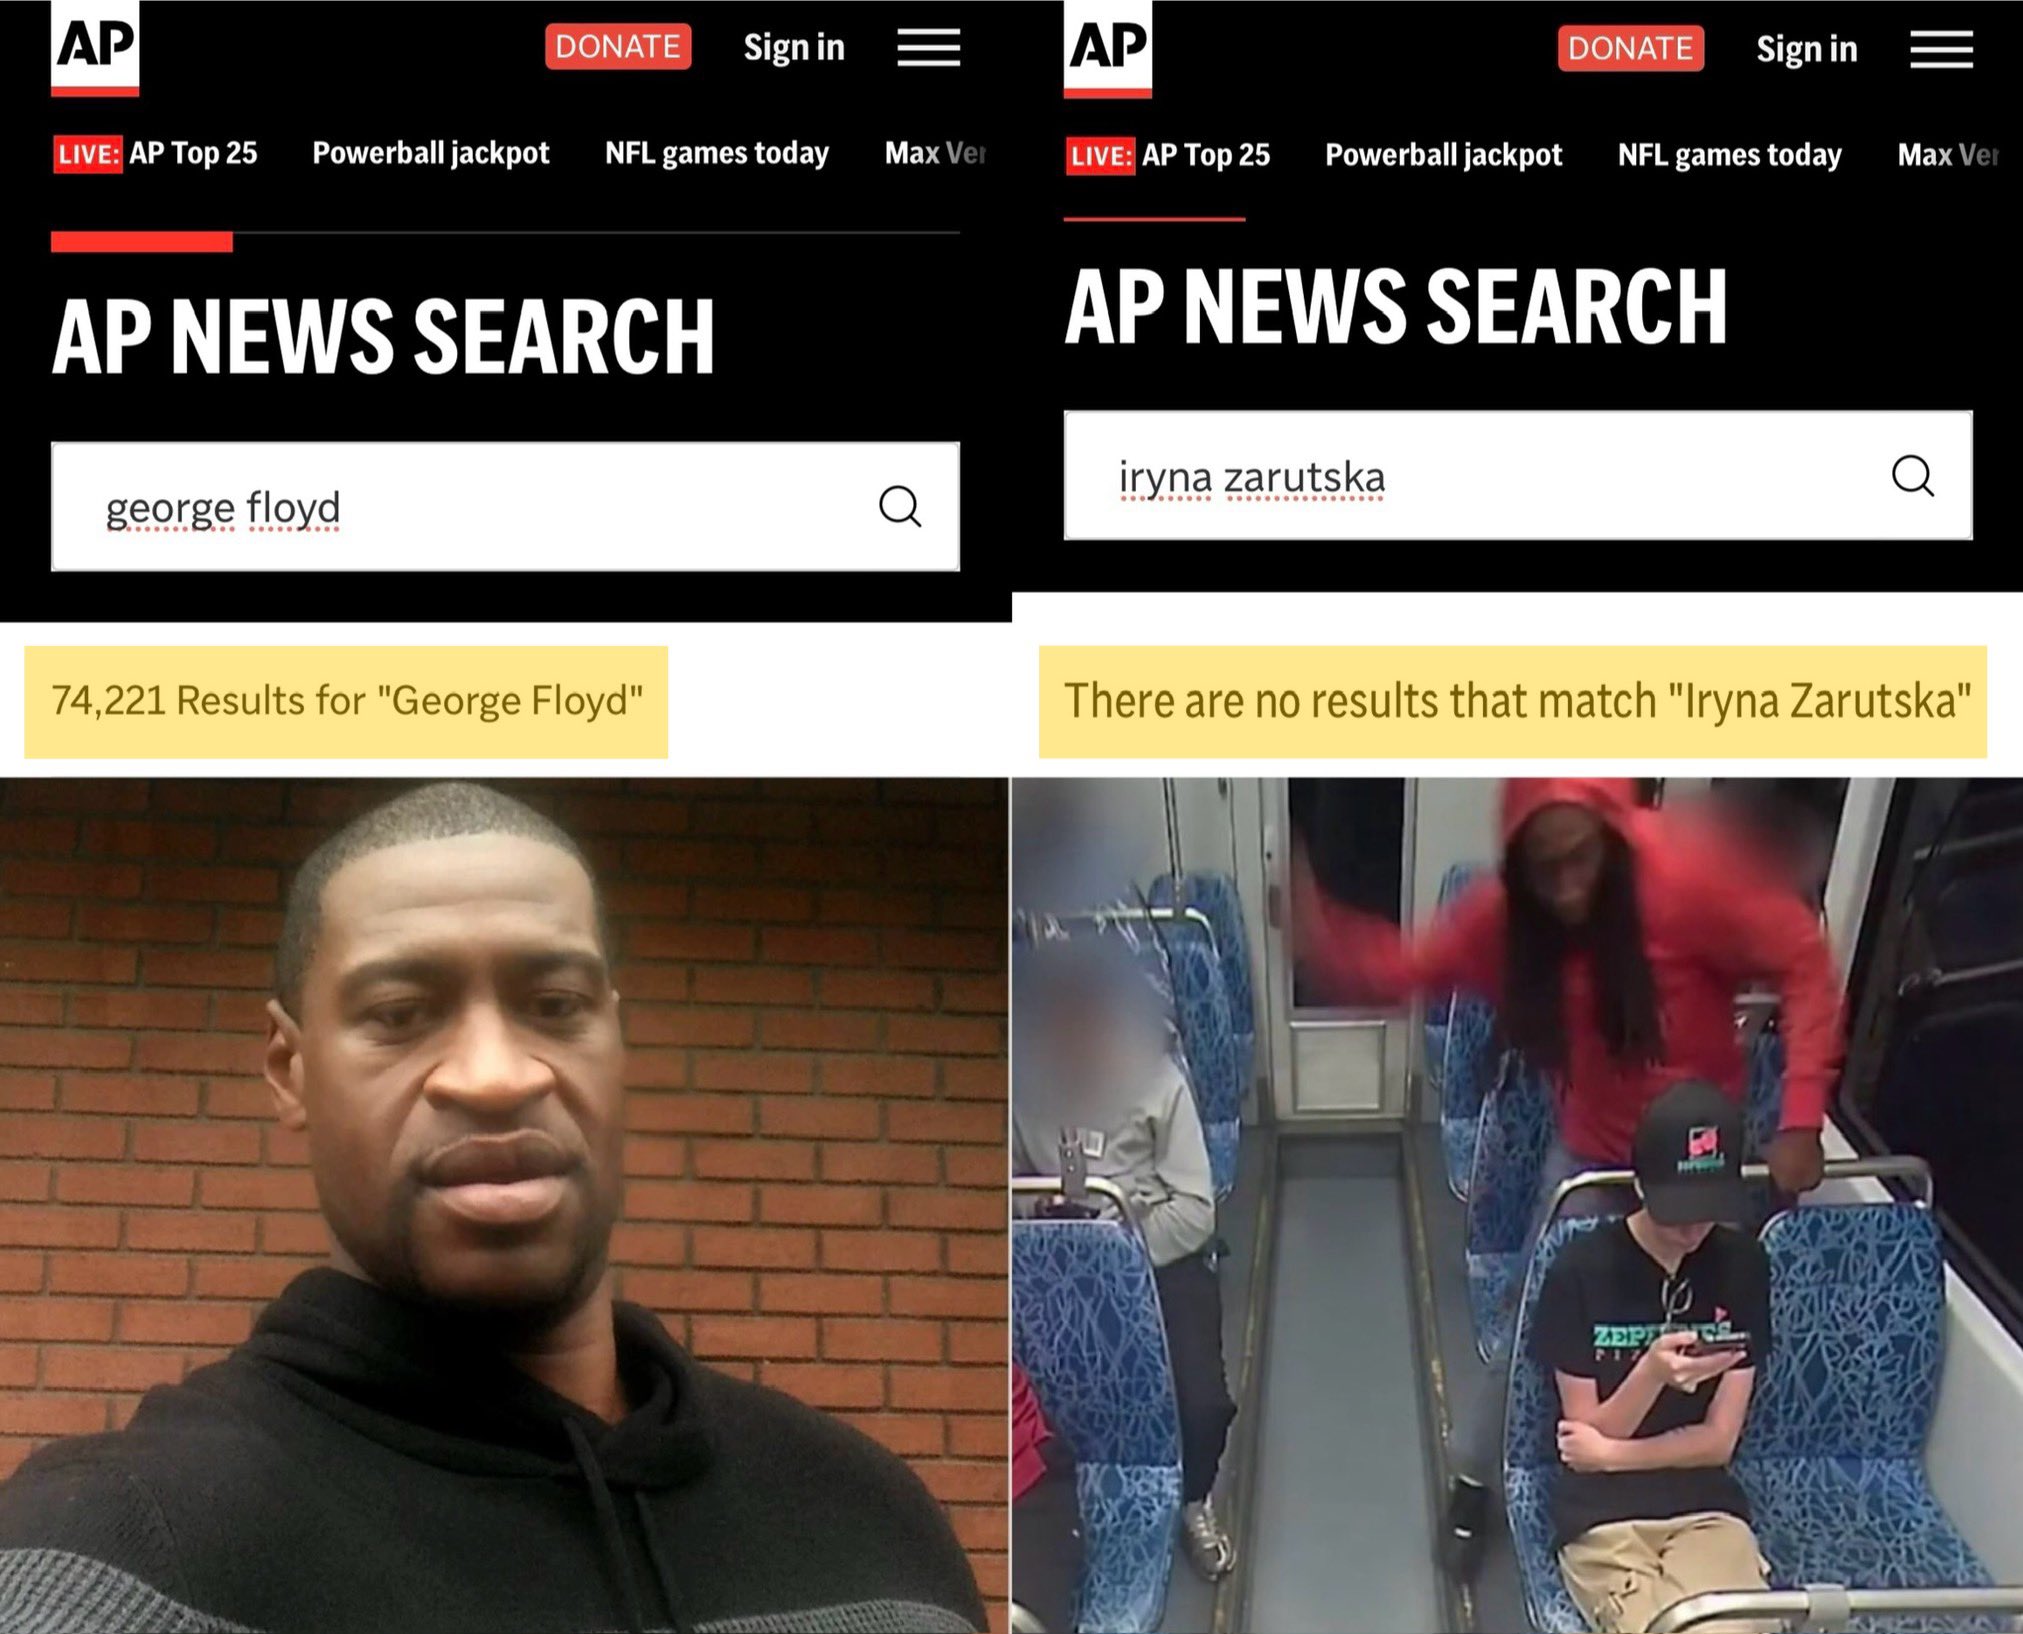 AP
DONATE
Sign in
LIVE: AP Top 25
Powerball jackpot
NFL games today
Max Ver
AP NEWS SEARCH
george floyd
74,221 Results for "George Floyd"
AP
DONATE
Sign in
LIVE: AP Top 25
Powerball jackpot
NFL games today
Max Ver
AP NEWS SEARCH
iryna zarutska
There are no results that match "Iryna Zarutska"